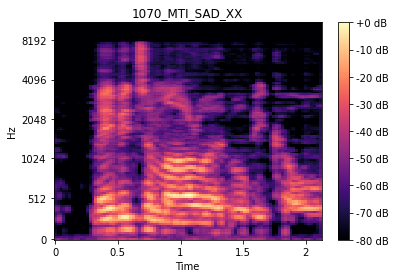 1070_MTI_SAD_XX
+0 dB
8192
-10 dB
4096
-20 dB
-30 dB
Hz
2048
-40 dB
1024
-50 dB
512
-60 dB
-70 dB
0
-80 dB
0
0.5
1
1.5
2
Time